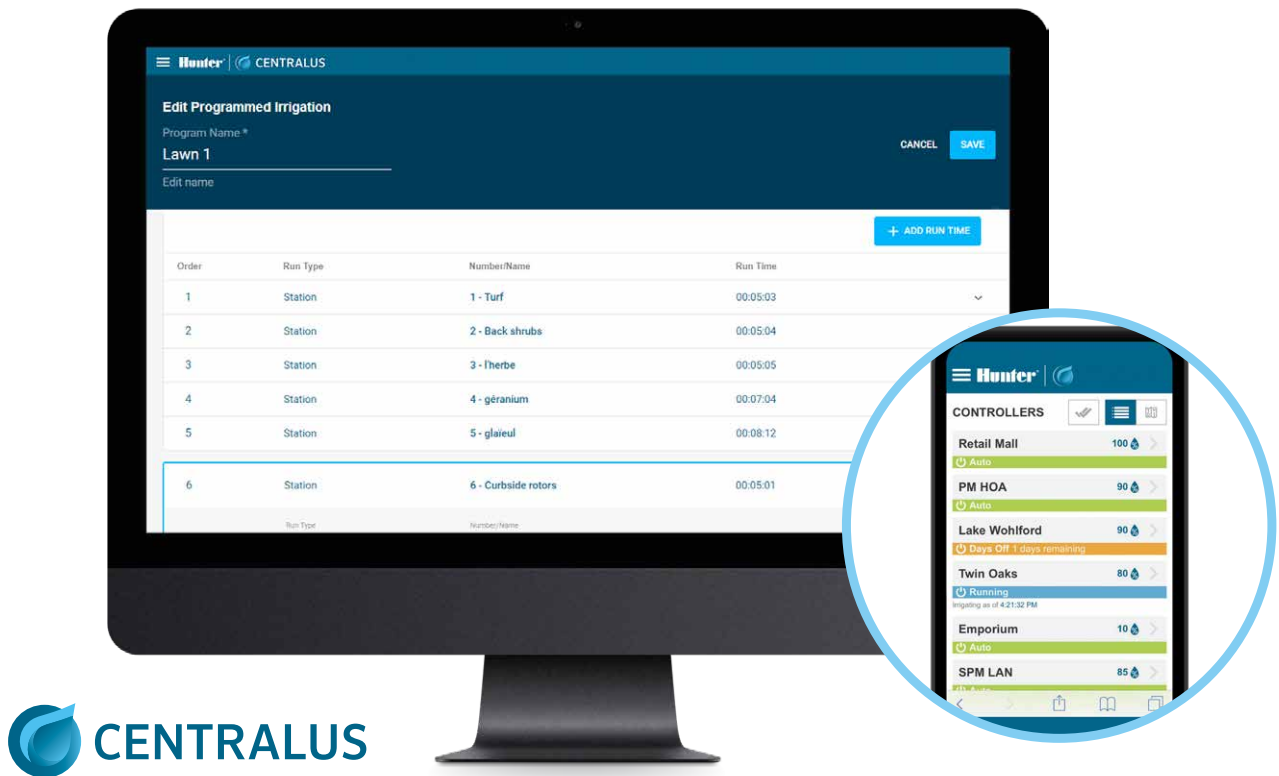 Hunter CENTRALUS
Edit Programmed Irrigation
Program Name *
Lawn 1
CANCEL SAVE
Edit name
+ ADD RUN TIME
Order Run Type Number/Name Run Time
1 Station 1 - Turf 00:05:03
2 Station 2 - Back shrubs 00:05:04
3 Station 3 - l'herbe 00:05:05
4 Station 4 - géranium 00:07:04
5 Station 5 - glaïeul 00:08:12
6 Station 6 - Curbside rotors 00:05:01
Run Type Number/Name
Hunter
CONTROLLERS
Retail Mall 100
Auto
PM HOA 90
Auto
Lake Wohlford 90
Days Off 1 days remaining
Twin Oaks 80
Running
Irrigating as of 4:21:32 PM
Emporium 10
Auto
SPM LAN 85
Auto
CENTRALUS